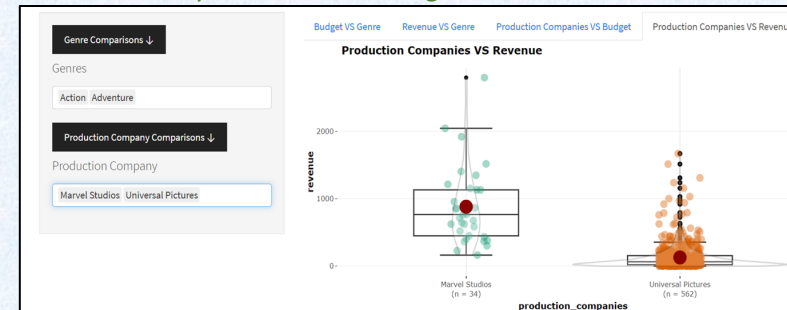 Genre Comparisons ↓
Genres
Action Adventure
Production Company Comparisons ↓
Production Company
Marvel Studios Universal Pictures
Budget VS Genre Revenue VS Genre Production Companies VS Budget Production Companies VS Revenue
Production Companies VS Revenue
revenue
2000-
1000-
0-
Marvel Studios
(n = 34)
Universal Pictures
(n = 562)
production_companies